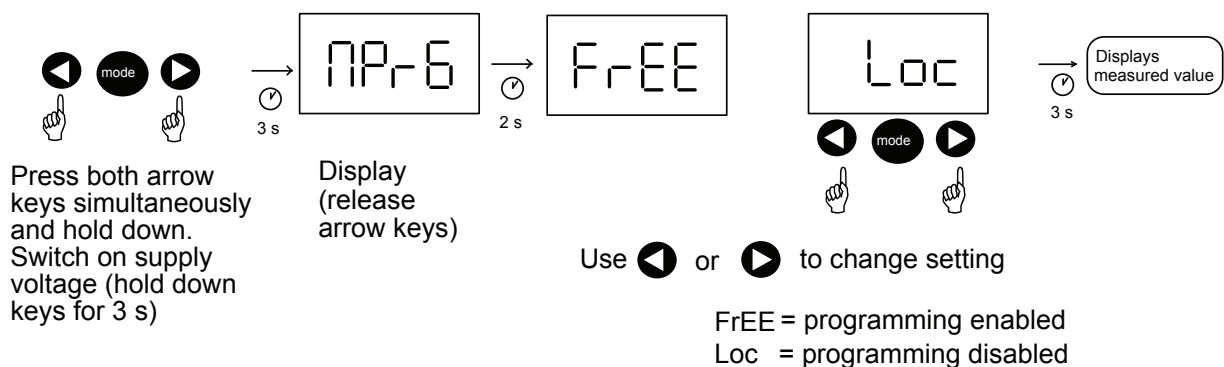 mode
3 s
ПPr6
2 s
FrEE
Loc
mode
3 s
Displays
measured value
Press both arrow
keys simultaneously
and hold down.
Switch on supply
voltage (hold down
keys for 3 s)
Display
(release
arrow keys)
Use or to change setting
FrEE = programming enabled
Loc = programming disabled